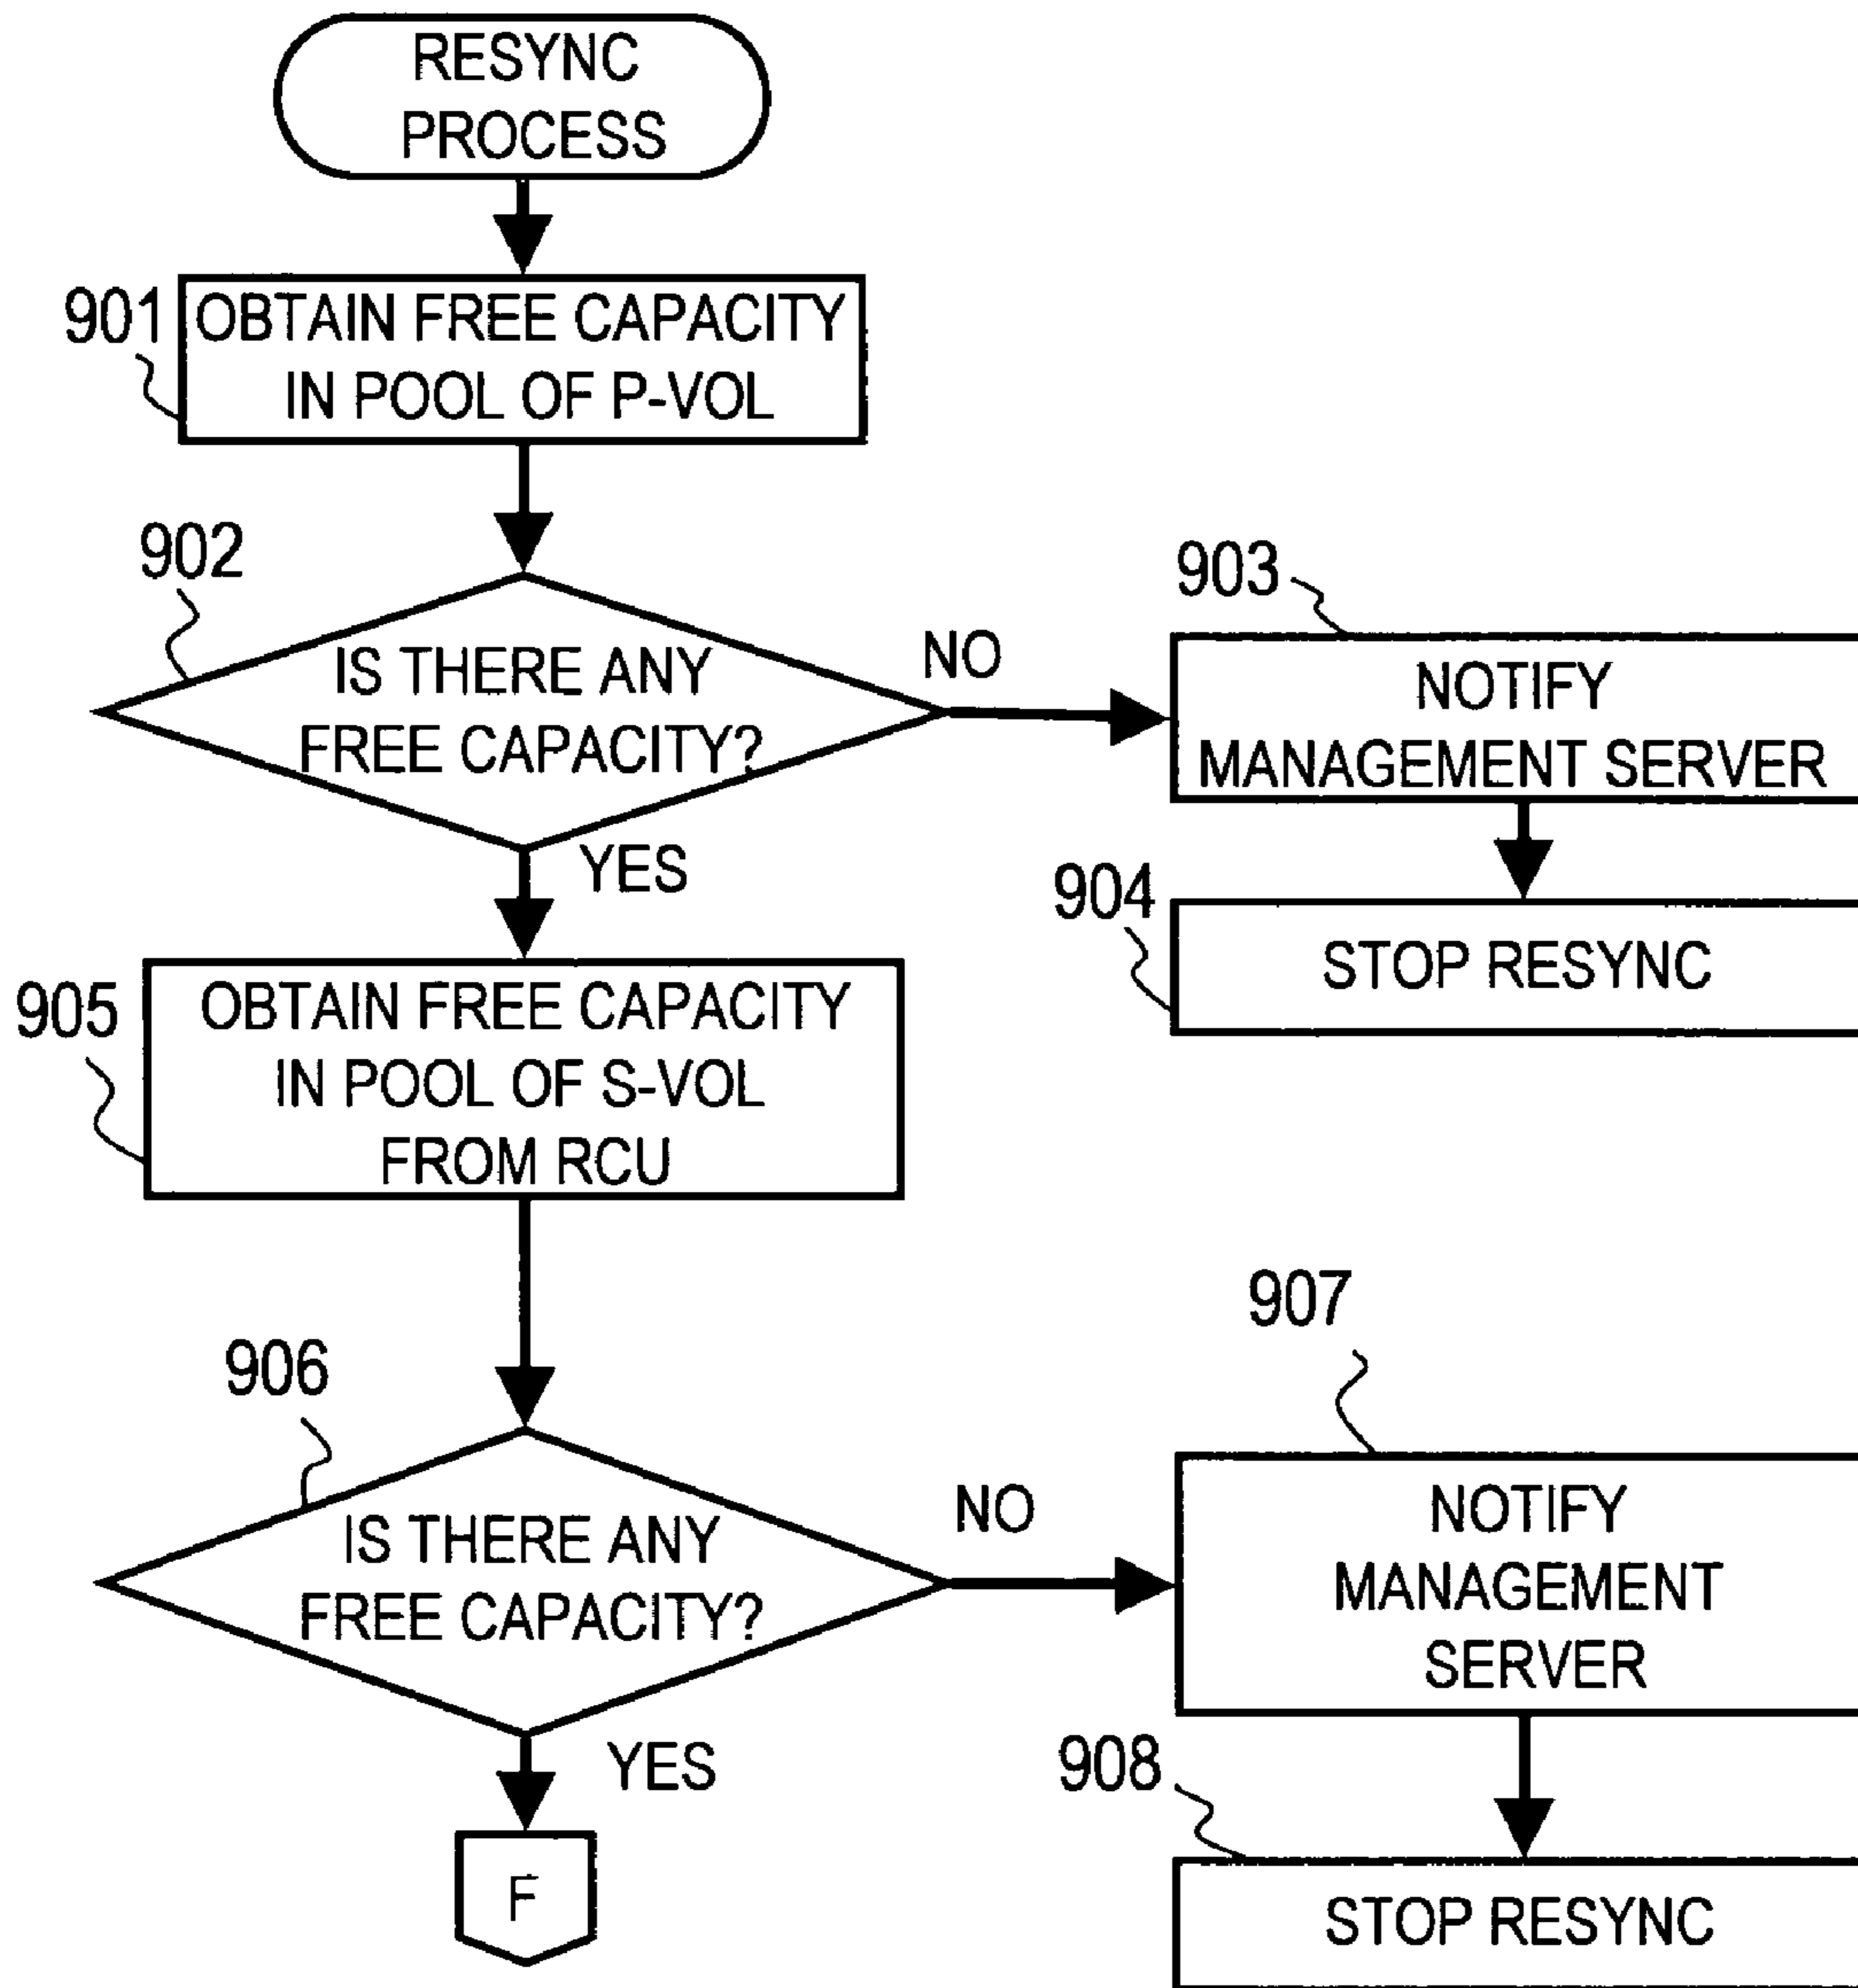 RESYNC
PROCESS
901
OBTAIN FREE CAPACITY
IN POOL OF P-VOL
902
IS THERE ANY
FREE CAPACITY?
NO
903
NOTIFY
MANAGEMENT SERVER
YES
904
STOP RESYNC
905
OBTAIN FREE CAPACITY
IN POOL OF S-VOL
FROM RCU
906
IS THERE ANY
FREE CAPACITY?
NO
907
NOTIFY
MANAGEMENT
SERVER
YES
908
STOP RESYNC
F